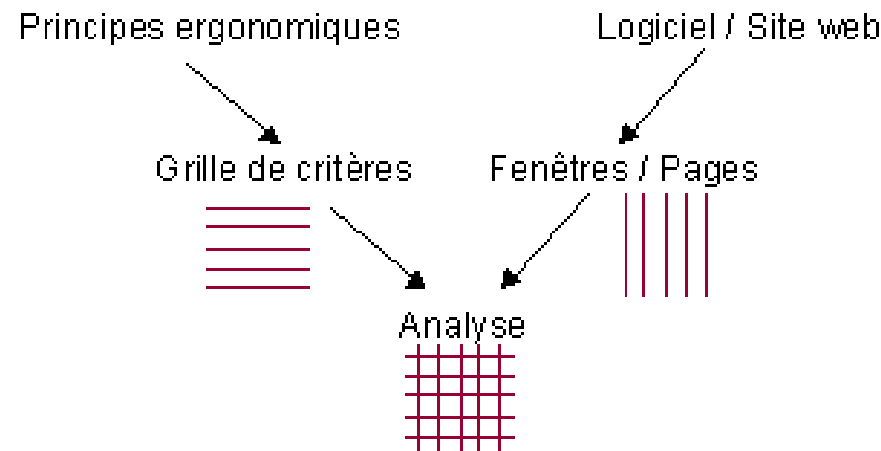 Principes ergonomiques
Logiciel / Site web
Grille de critères
Fenêtres / Pages
Analyse